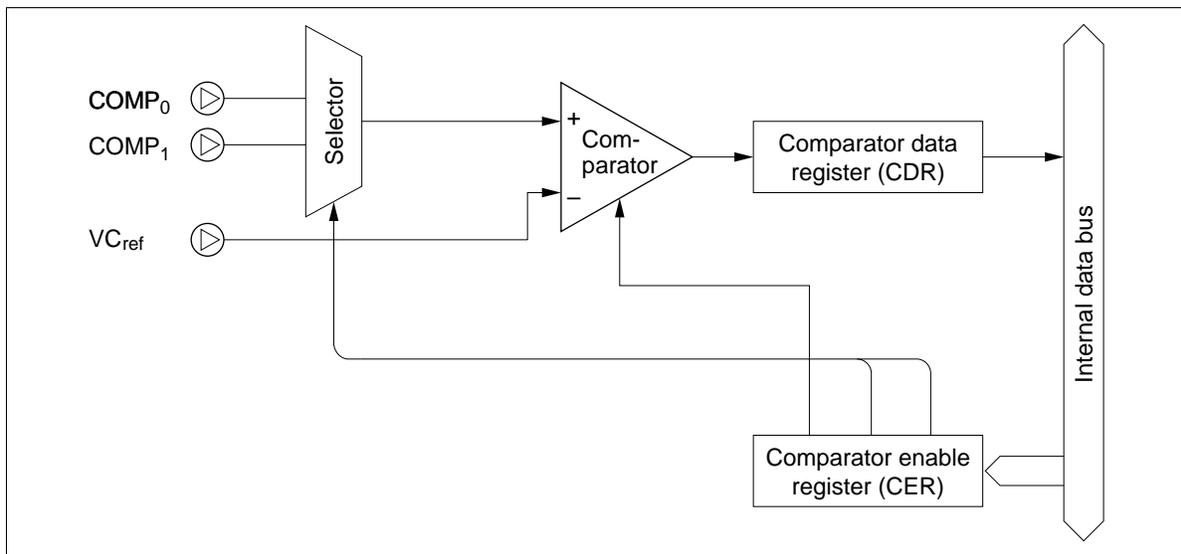 COMP0
COMP1
VCref
Selector
+
Com-
parator
−
Comparator data
register (CDR)
Internal data bus
Comparator enable
register (CER)